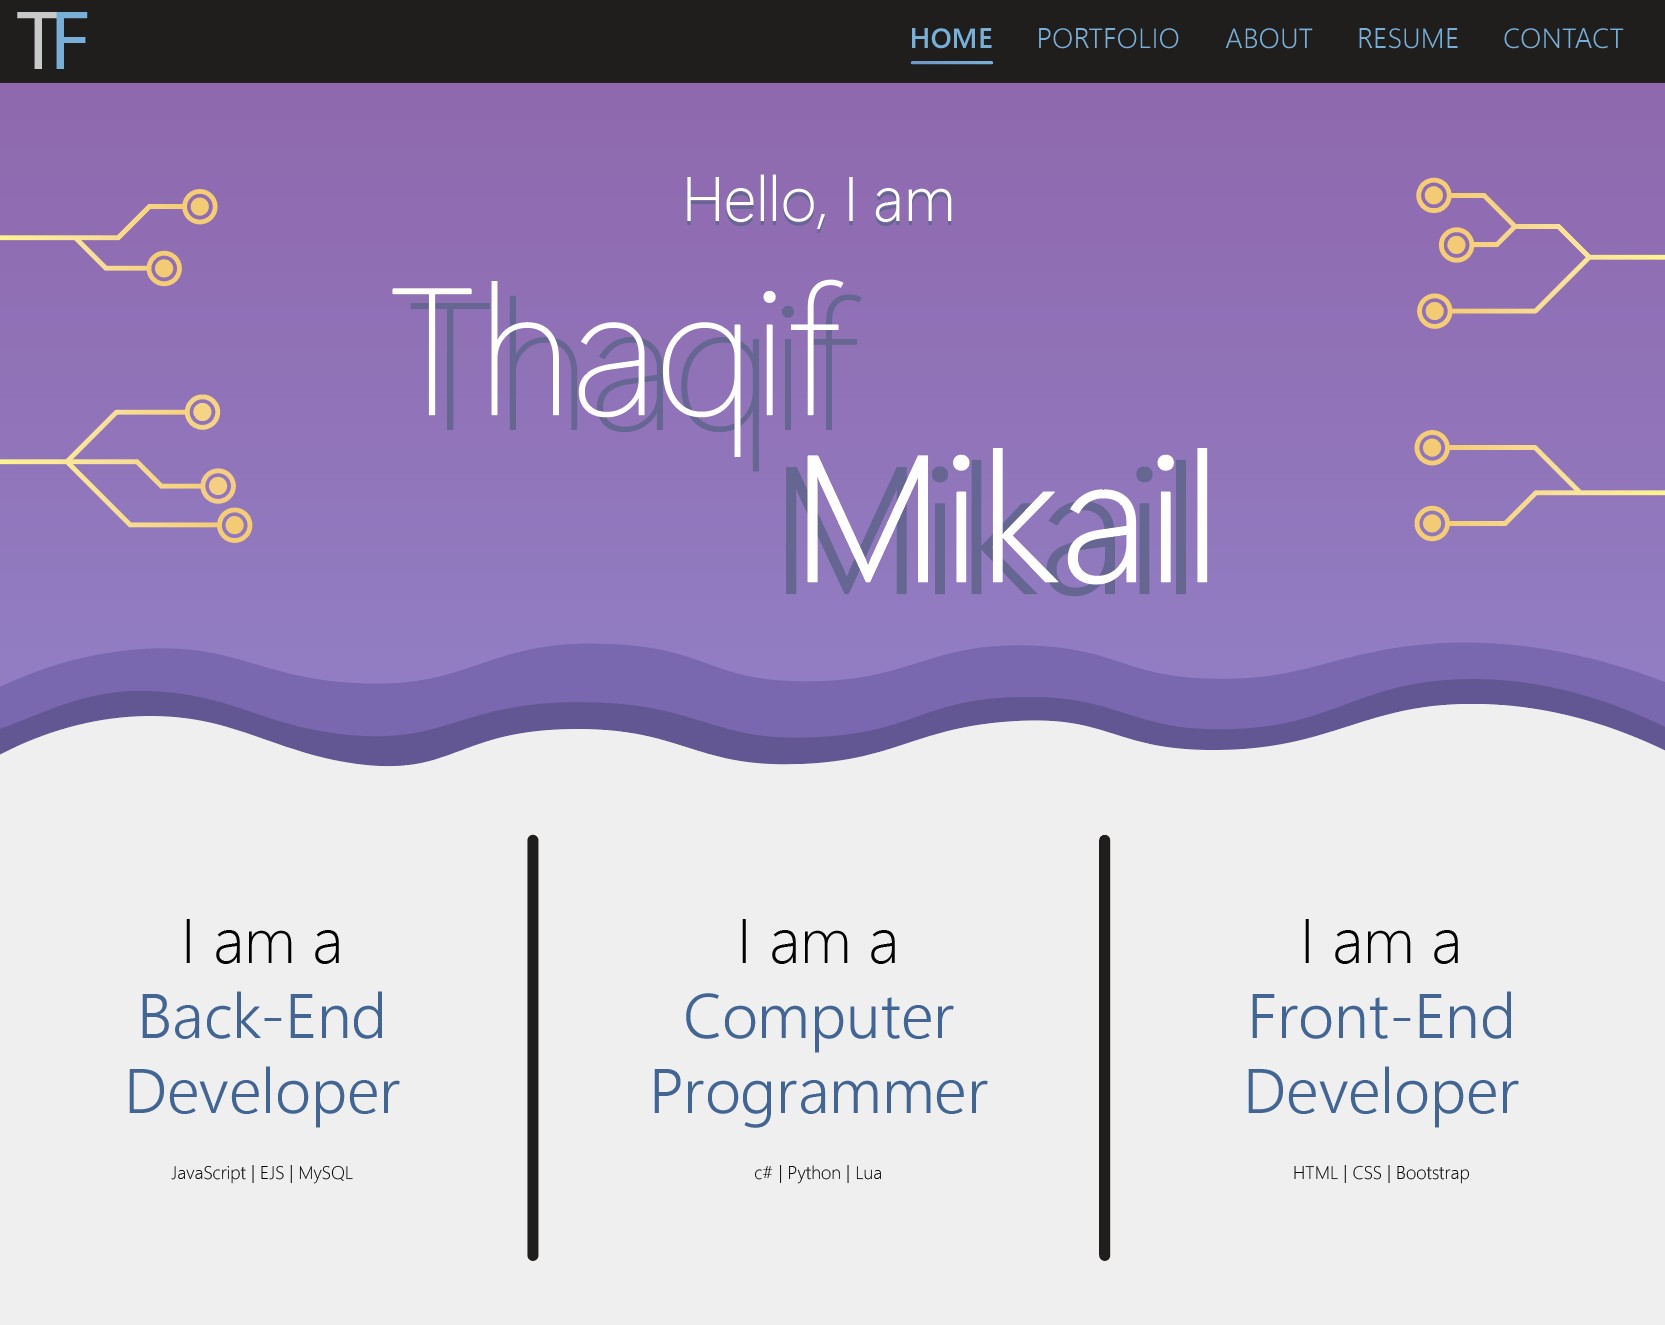 TF
HOME PORTFOLIO ABOUT RESUME CONTACT
Hello, I am
Thaqif
Mikail
I am a
Back-End
Developer
JavaScript | EJS | MySQL
I am a
Computer
Programmer
c# | Python | Lua
I am a
Front-End
Developer
HTML | CSS | Bootstrap